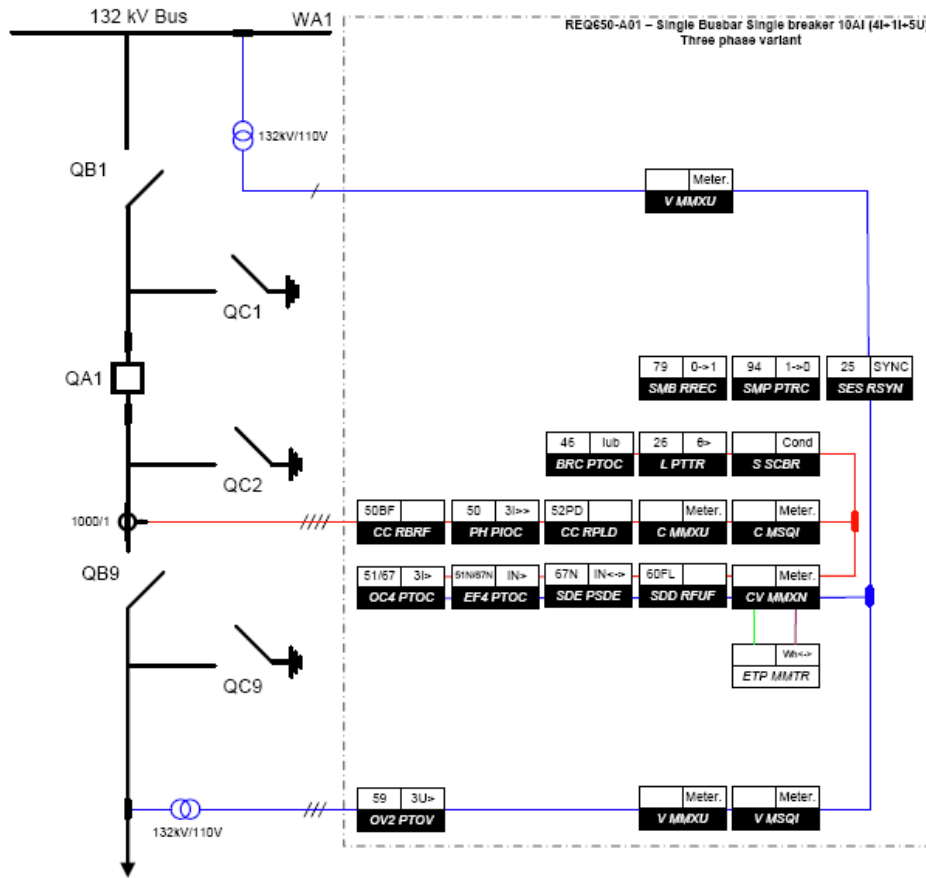 132 kV Bus
WA1
REQ650-A01 – Single Busbar Single breaker 10AI (4I+1I+5U)
Three phase variant
132kV/110V
QB1
Meter.
V MMXU
QC1
QA1
79 0->1
SMB RREC
94 1->0
SMP PTRC
25 SYNC
SES RSYN
QC2
46 Iub
BRC PTOC
26 θ>
L PTTR
Cond
S SCBR
1000/1
50BF
CC RBRF
50 3I>>
PH PIOC
52PD
CC RPLD
Meter.
C MMXU
Meter.
C MSQI
QB9
51/67 3I>
OC4 PTOC
51N/67N IN>
EF4 PTOC
67N IN<->
SDE PSDE
60FL
SDD RFUF
Meter.
CV MMXN
QC9
Wh<->
ETP MMTR
132kV/110V
59 3U>
OV2 PTOV
Meter.
V MMXU
Meter.
V MSQI